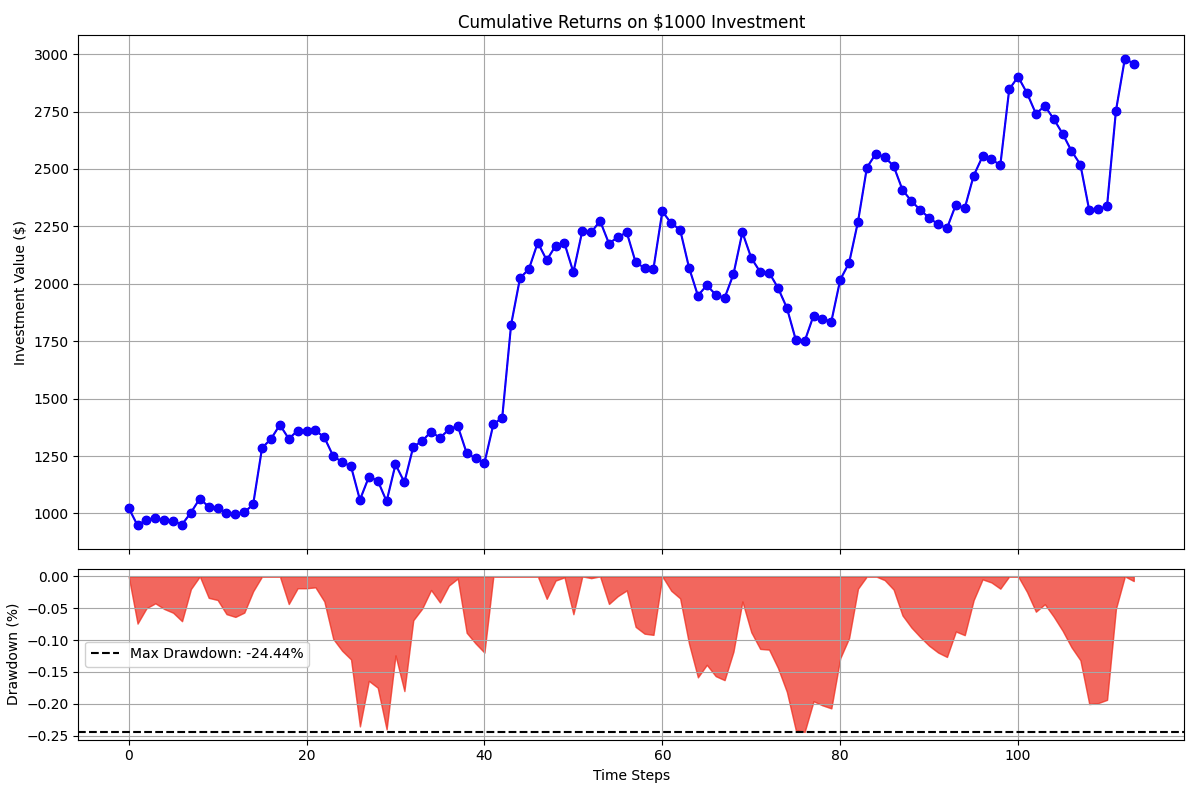 Cumulative Returns on $1000 Investment
Investment Value ($)
3000
2750
2500
2250
2000
1750
1500
1250
1000
Drawdown (%)
0.00
−0.05
−0.10
−0.15
−0.20
−0.25
Max Drawdown: -24.44%
0 20 40 60 80 100
Time Steps